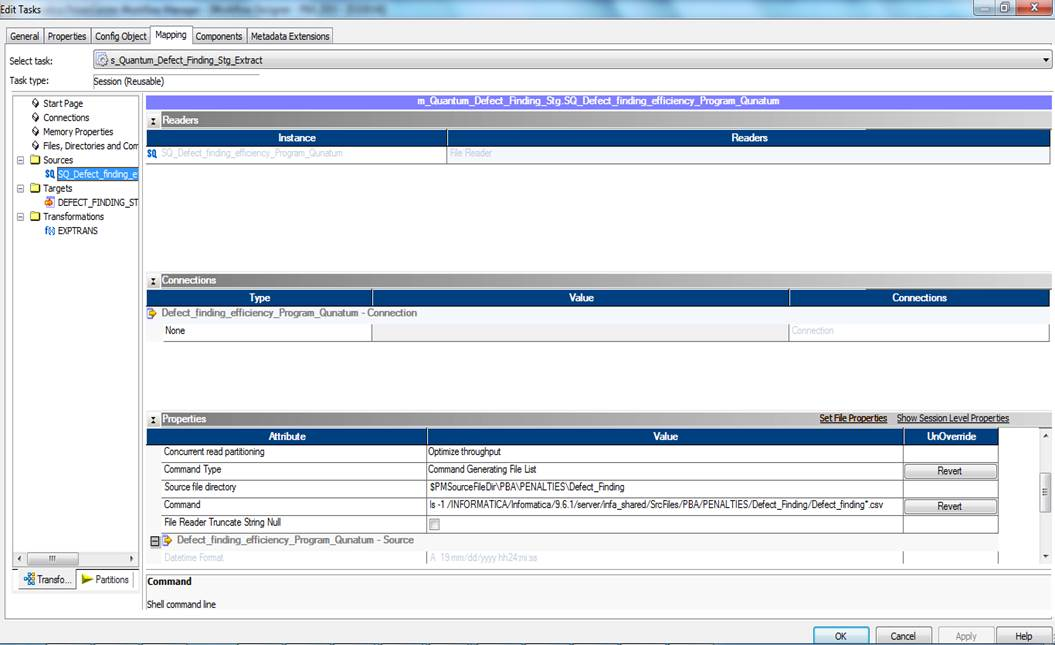 Edit Tasks
General Properties Config Object Mapping Components Metadata Extensions
Select task: s_Quantum_Defect_Finding_Stg_Extract
Task type: Session (Reusable)
Start Page
Connections
Memory Properties
Files, Directories and Com
Sources
SQ SQ_Defect_finding_e
Targets
DEFECT_FINDING_ST
Transformations
f(x) EXPTRANS
Transfo... Partitions
m_Quantum_Defect_Finding_Stg.SQ_Defect_finding_efficiency_Program_Qunatum
Readers
Instance Readers
SQ SQ_Defect_finding_efficiency_Program_Qunatum File Reader
Connections
Type Value Connections
Defect_finding_efficiency_Program_Qunatum - Connection
None Connection
Properties Set File Properties Show Session Level Properties
Attribute Value UnOverride
Concurrent read partitioning Optimize throughput
Command Type Command Generating File List Revert
Source file directory $PMSourceFileDir\PBA\PENALTIES\Defect_Finding
Command ls -1 /INFORMATICA/Informatica/9.6.1/server/infa_shared/SrcFiles/PBA/PENALTIES/Defect_Finding/Defect_finding*.csv Revert
File Reader Truncate String Null
Defect_finding_efficiency_Program_Qunatum - Source
Datetime Format A 19 mm/dd/yyyy hh24:mi:ss
Command
Shell command line
OK Cancel Apply Help